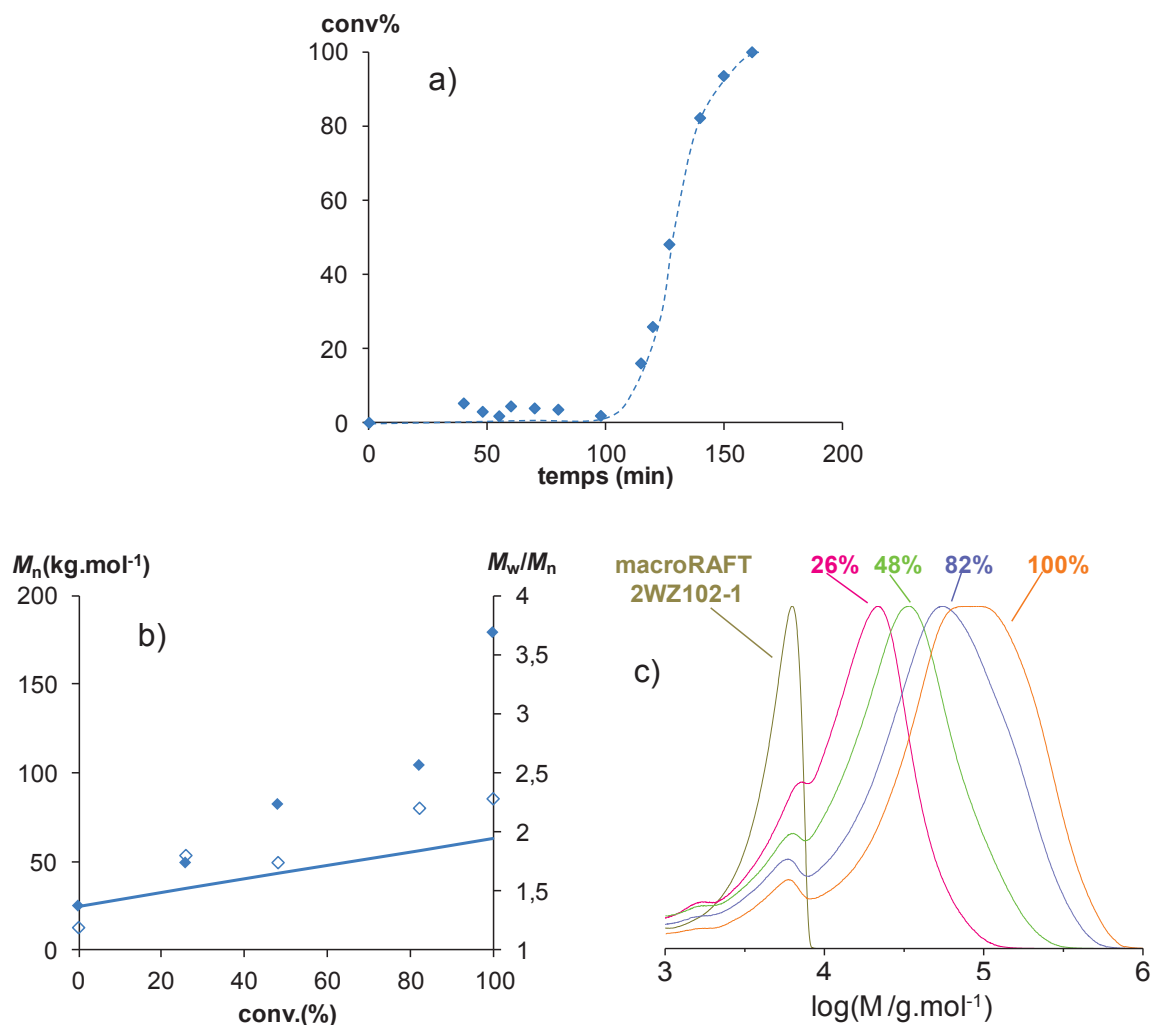 conv%
a)
100
80
60
40
20
0
0 50 100 150 200
temps (min)
Mn(kg.mol-1)
Mw/Mn
b)
200
150
100
50
0
4
3,5
3
2,5
2
1,5
1
0 20 40 60 80 100
conv.(%)
macroRAFT
2WZ102-1
26% 48% 82% 100%
c)
3 4 5 6
log(M /g.mol-1)